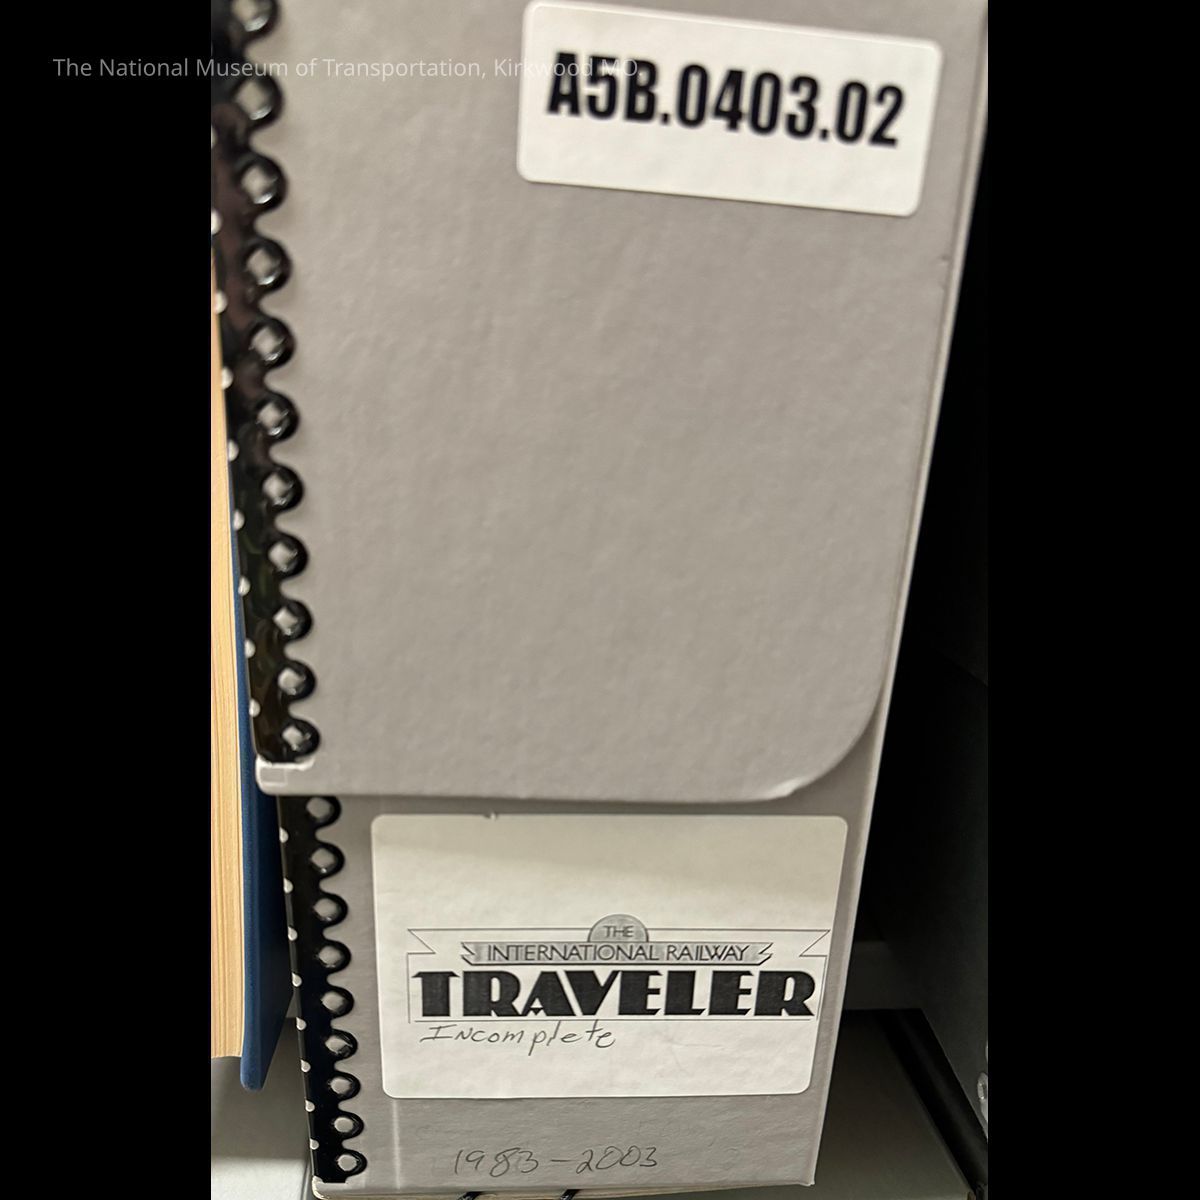 The National Museum of Transportation, Kirkwood MO.
A5B.0403.02
THE
INTERNATIONAL RAILWAY
TRAVELER
Incomplete
1983-2003